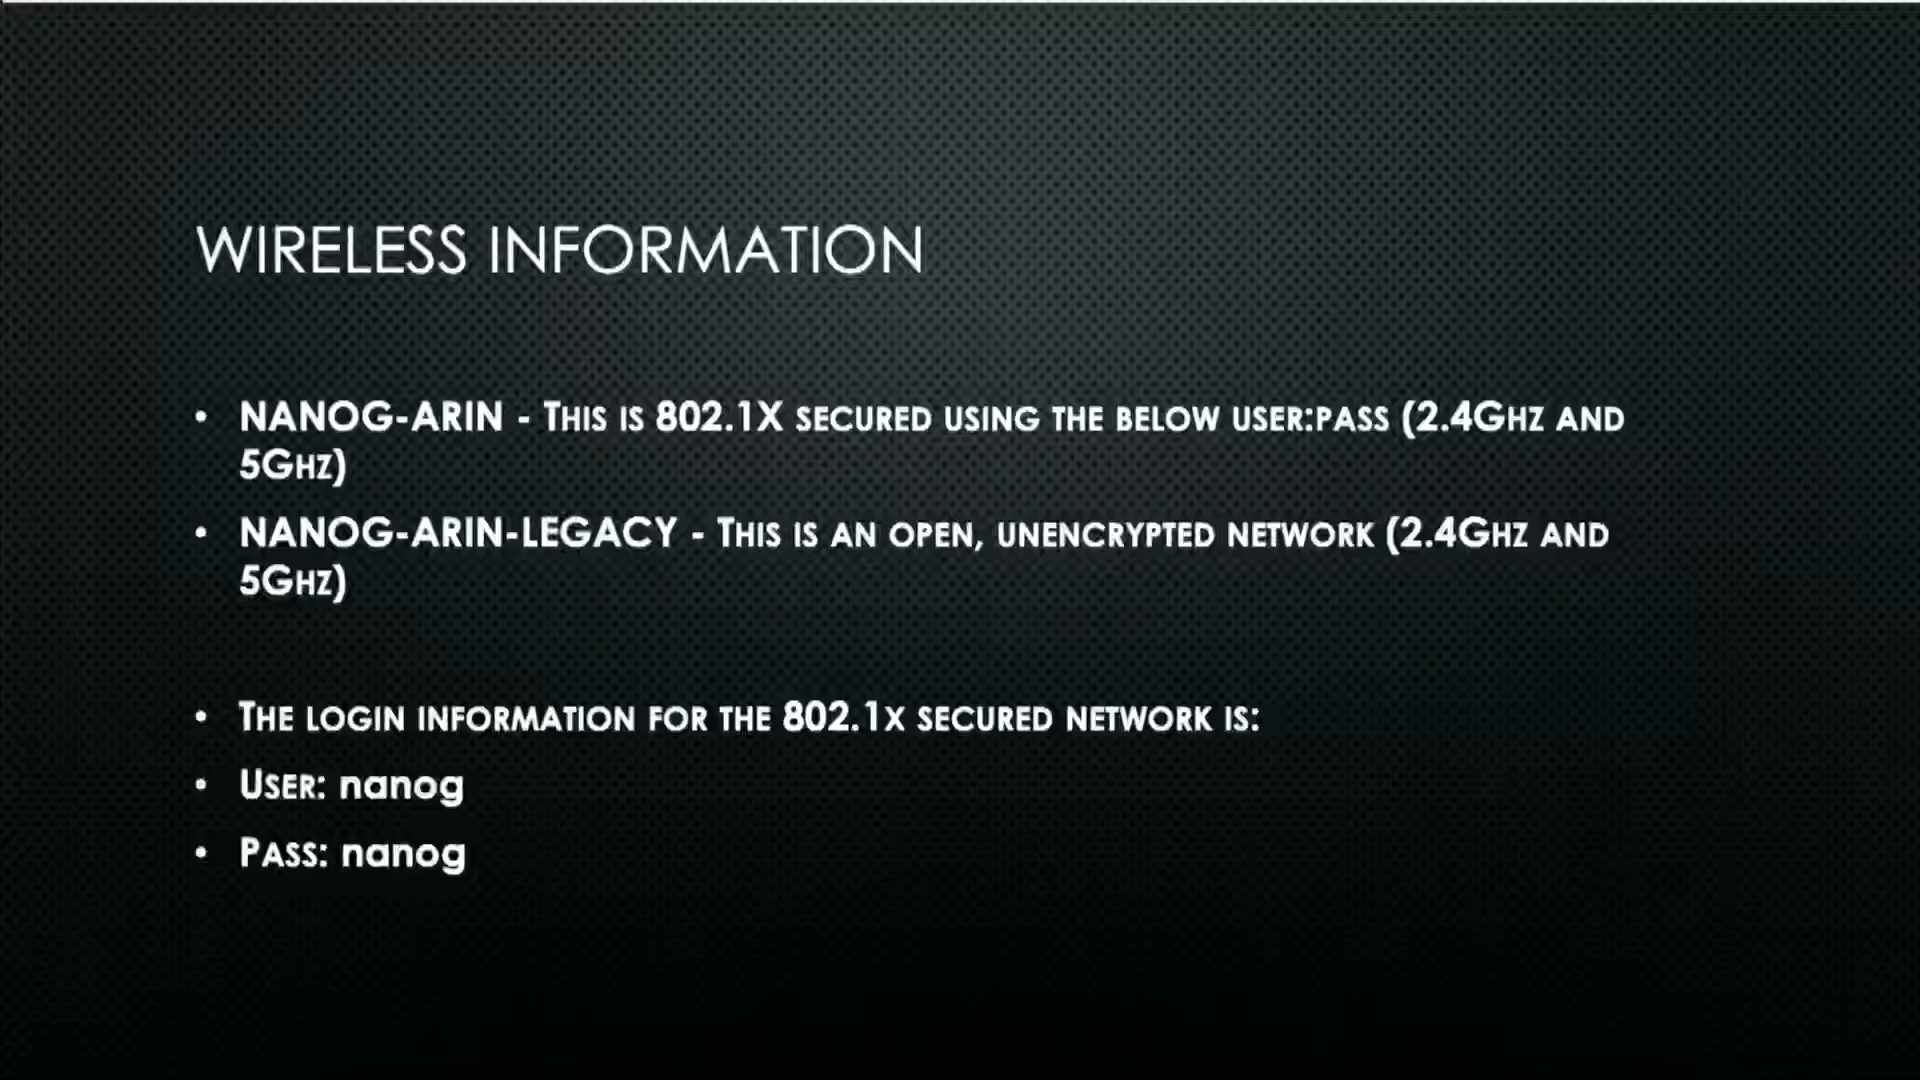 WIRELESS INFORMATION
• NANOG-ARIN - This is 802.1X secured using the below user:pass (2.4Ghz and
5Ghz)
• NANOG-ARIN-LEGACY - This is an open, unencrypted network (2.4Ghz and
5Ghz)
• The login information for the 802.1x secured network is:
• User: nanog
• Pass: nanog